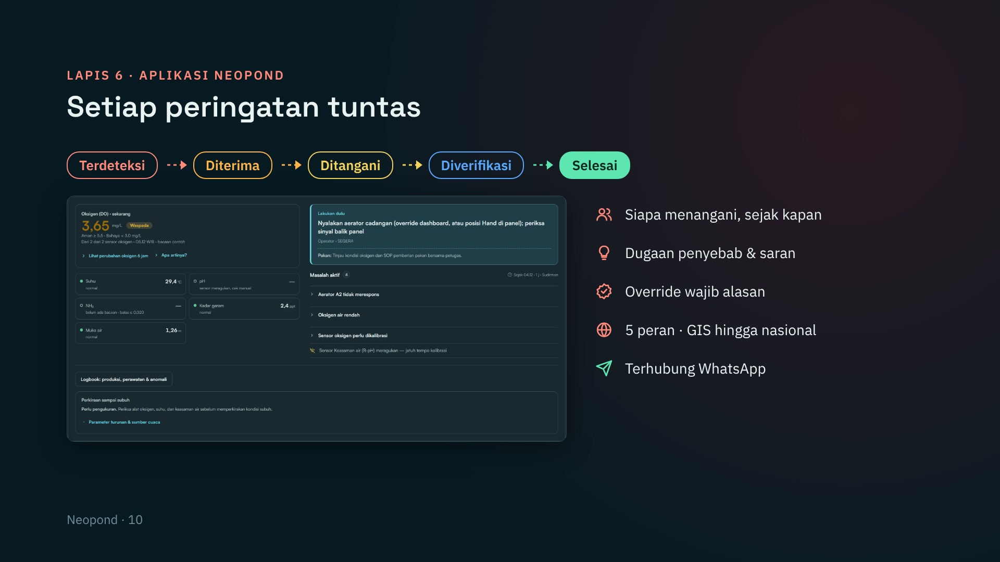 LAPIS 6 · APLIKASI NEOPOND
Setiap peringatan tuntas
Terdeteksi
Diterima
Ditangani
Diverifikasi
Selesai
Oksigen (DO) · sekarang
3,65 mg/L Waspada
Aman ≥ 5.5 · Bahaya < 3.0 mg/L
Dari 2 dari 2 sensor oksigen · 05.12 WIB · bacaan contoh
Lihat perubahan oksigen 6 jam
Apa artinya?
Suhu 29,4 °C
normal
pH —
sensor meragukan, cek manual
NH₃ —
belum ada bacaan · batas ≤ 0,020
Kadar garam 2,4 ppt
normal
Muka air 1,26 m
normal
Lakukan dulu
Nyalakan aerator cadangan (override dashboard, atau posisi Hand di panel); periksa
sinyal balik panel
Operator · SEGERA
Pakan: Tinjau kondisi oksigen dan SOP pemberian pakan bersama petugas.
Masalah aktif 4
Sejak 04.12 · 1 j · Sudirman
Aerator A2 tidak merespons
Oksigen air rendah
Sensor oksigen perlu dikalibrasi
Sensor Keasaman air (R-pH) meragukan — jatuh tempo kalibrasi
Logbook: produksi, perawatan & anomali
Perkiraan sampai subuh
Perlu pengukuran. Periksa alat oksigen, suhu, dan keasaman air sebelum memperkirakan kondisi subuh.
Parameter turunan & sumber cuaca
Siapa menangani, sejak kapan
Dugaan penyebab & saran
Override wajib alasan
5 peran · GIS hingga nasional
Terhubung WhatsApp
Neopond · 10